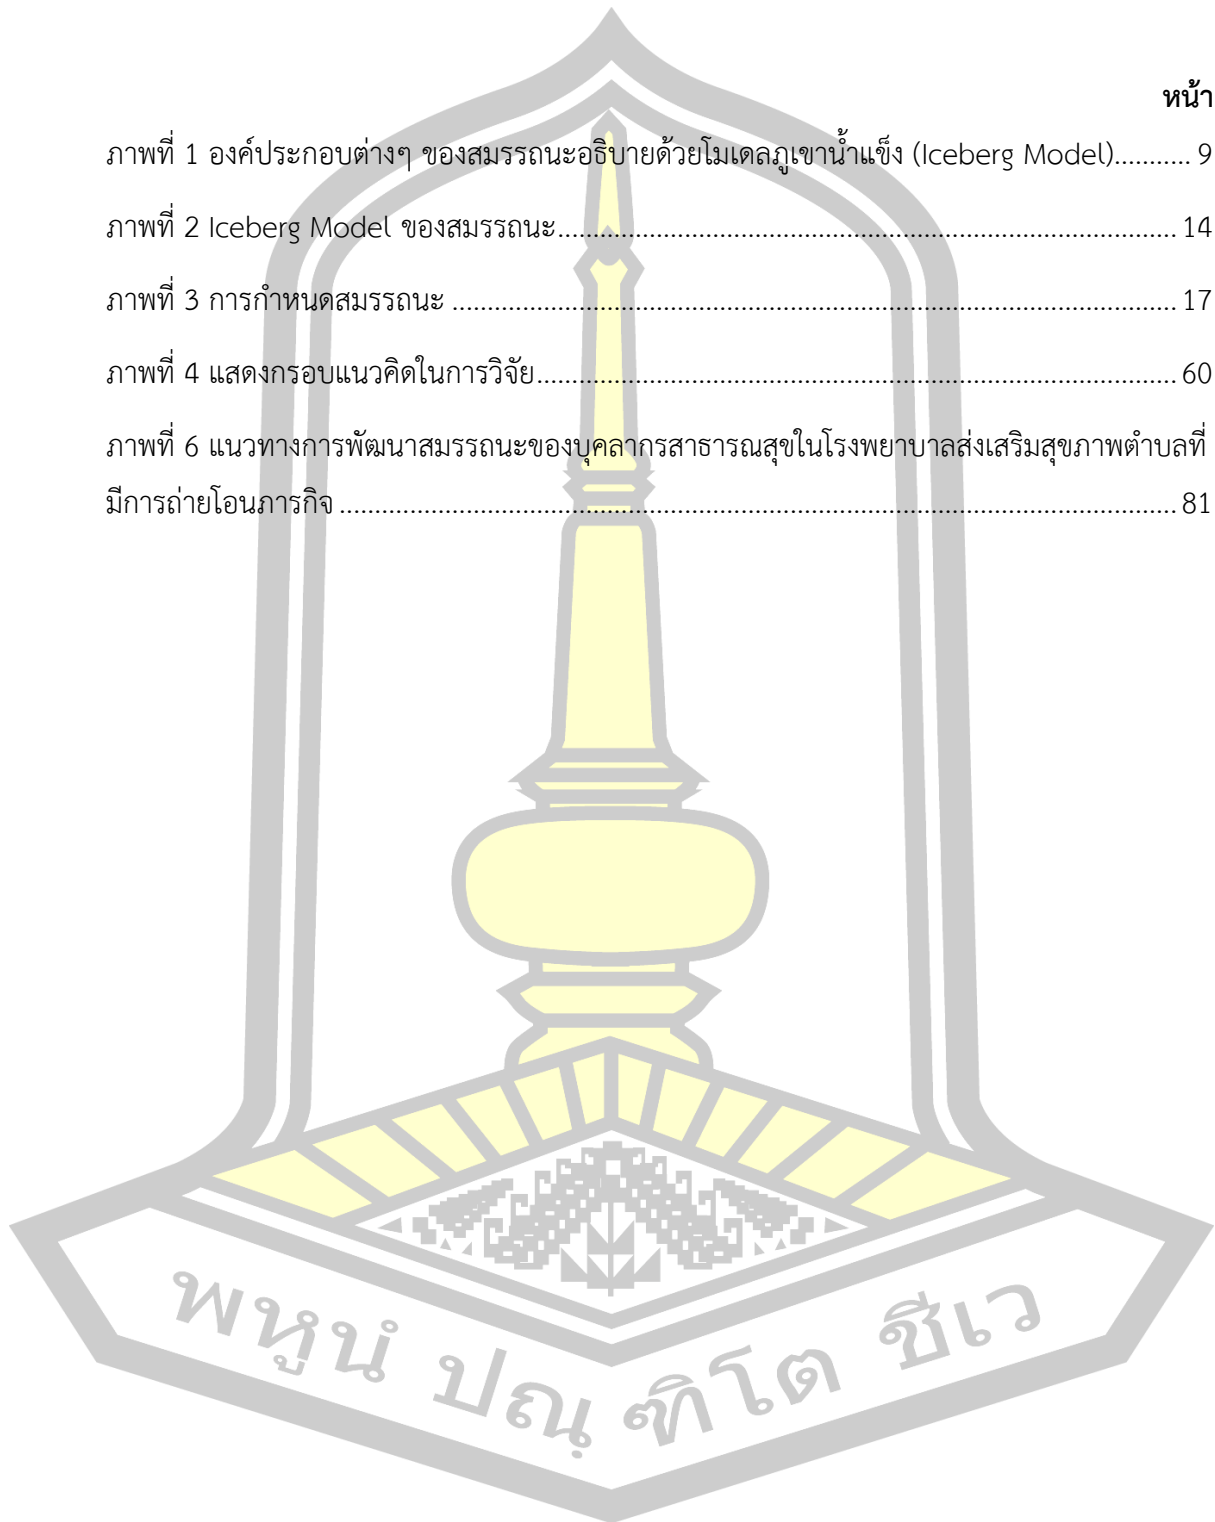 หน้า
ภาพที่ 1 องค์ประกอบต่างๆ ของสมรรถนะอธิบายด้วยโมเดลภูเขาน้ำแข็ง (Iceberg Model)........... 9
ภาพที่ 2 Iceberg Model ของสมรรถนะ.................................................................................. 14
ภาพที่ 3 การกำหนดสมรรถนะ ................................................................................................ 17
ภาพที่ 4 แสดงกรอบแนวคิดในการวิจัย..................................................................................... 60
ภาพที่ 6 แนวทางการพัฒนาสมรรถนะของบุคลากรสาธารณสุขในโรงพยาบาลส่งเสริมสุขภาพตำบลที่
มีการถ่ายโอนภารกิจ ............................................................................................................... 81
พหูนํ ปณฺ ฑิโต ชีเว